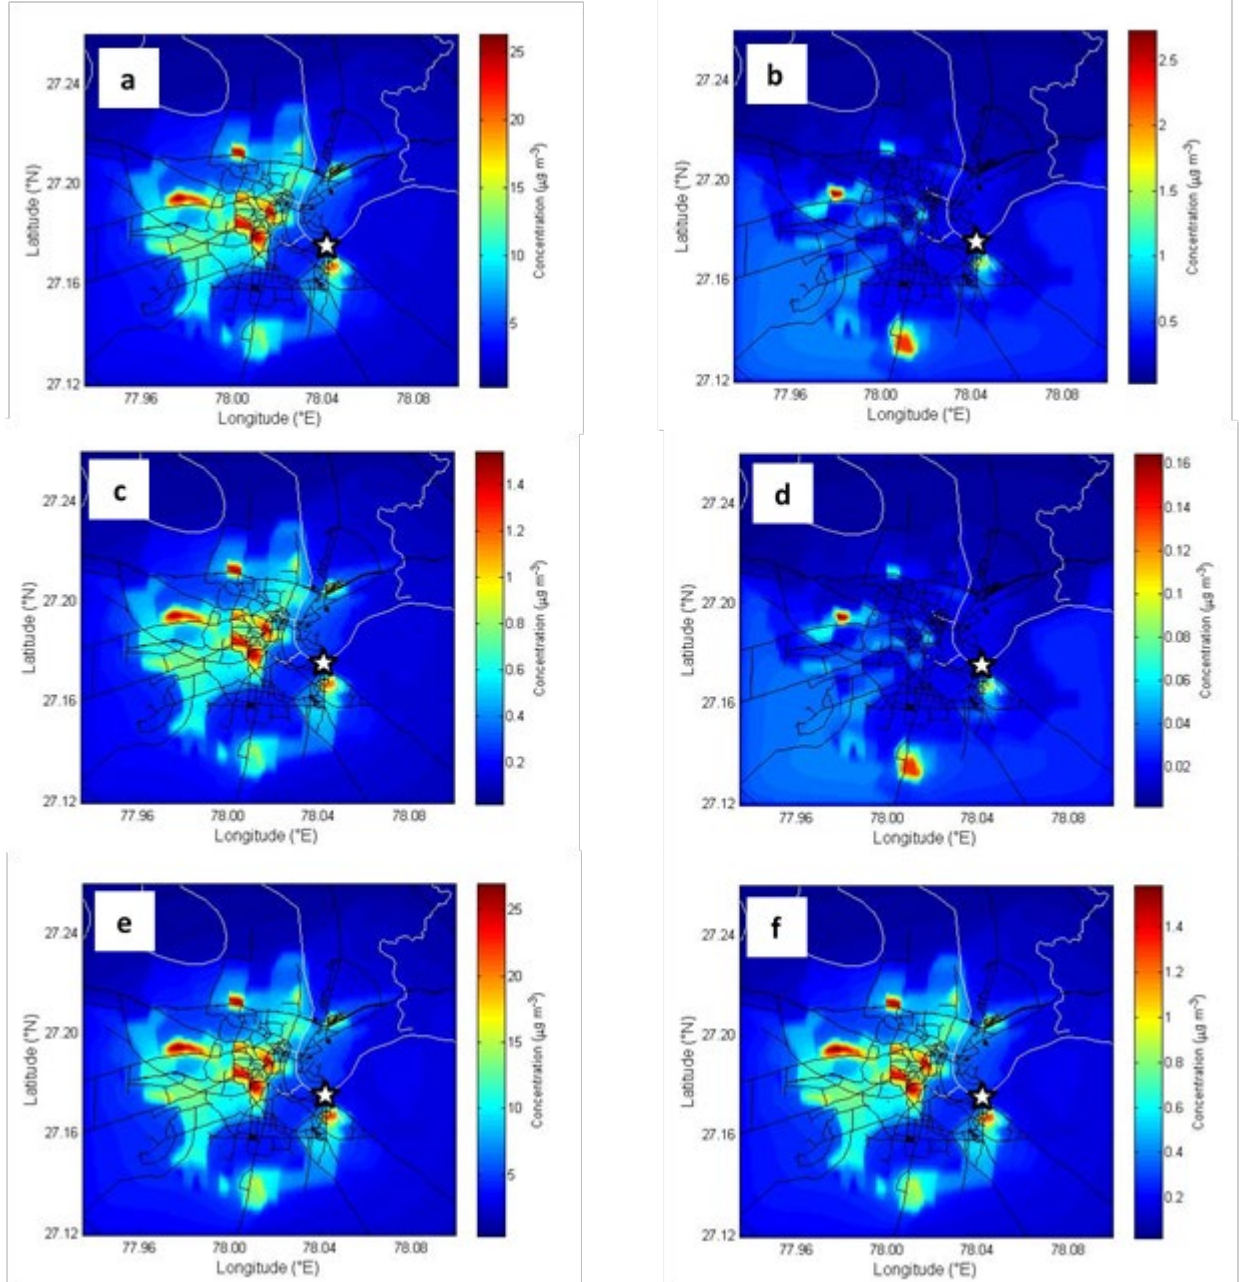 a
27.24
27.20
27.16
27.12
Latitude (°N)
77.96 78.00 78.04 78.08
Longitude (°E)
25
20
15
10
5
Concentration (µg m⁻³)
b
27.24
27.20
27.16
27.12
Latitude (°N)
77.96 78.00 78.04 78.08
Longitude (°E)
2.5
2
1.5
1
0.5
Concentration (µg m⁻³)
c
27.24
27.20
27.16
27.12
Latitude (°N)
77.96 78.00 78.04 78.08
Longitude (°E)
1.4
1.2
1
0.8
0.6
0.4
0.2
Concentration (µg m⁻³)
d
27.24
27.20
27.16
27.12
Latitude (°N)
77.96 78.00 78.04 78.08
Longitude (°E)
0.16
0.14
0.12
0.1
0.08
0.06
0.04
0.02
Concentration (µg m⁻³)
e
27.24
27.20
27.16
27.12
Latitude (°N)
77.96 78.00 78.04 78.08
Longitude (°E)
25
20
15
10
5
Concentration (µg m⁻³)
f
27.24
27.20
27.16
27.12
Latitude (°N)
77.96 78.00 78.04 78.08
Longitude (°E)
1.4
1.2
1
0.8
0.6
0.4
0.2
Concentration (µg m⁻³)